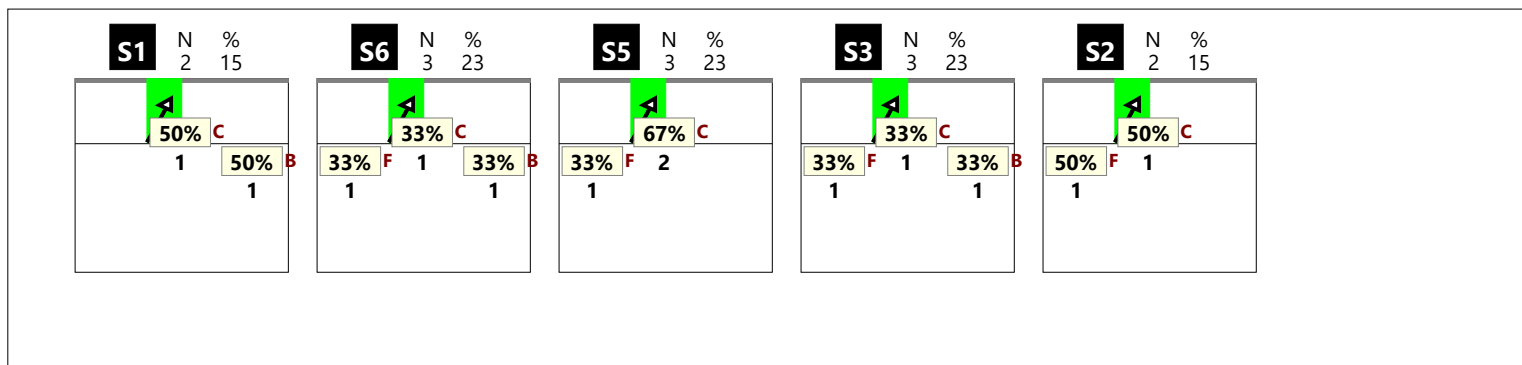 S1 N % S6 N % S5 N % S3 N % S2 N %
2 15 3 23 3 23 3 23 2 15
50% C 33% C 67% C 33% C 50% C
1 50% B 33% F 1 33% B 33% F 2 33% F 1 33% B 50% F 1
1 1 1 1 1 1 1